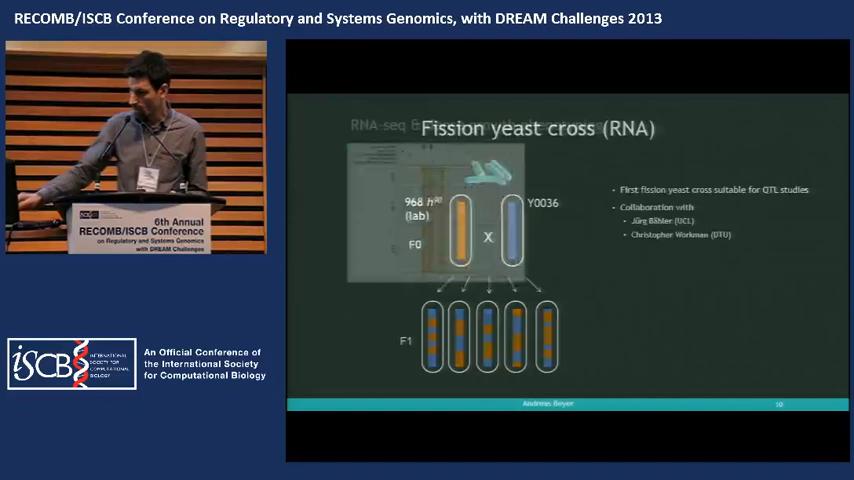 RECOMB/ISCB Conference on Regulatory and Systems Genomics, with DREAM Challenges 2013
6th Annual
RECOMB/ISCB Conference
on Regulatory and Systems Genomics
with DREAM Challenges
iSCB
INTERNATIONAL
SOCIETY FOR
COMPUTATIONAL
BIOLOGY
An Official Conference of
the International Society
for Computational Biology
RNA-seq &
Fission yeast cross (RNA)
968 h⁹⁰
(lab)
Y0036
F0
X
F1
• First fission yeast cross suitable for QTL studies
• Collaboration with
• Jürg Bähler (UCL)
• Christopher Workman (DTU)
Andreas Beyer
10